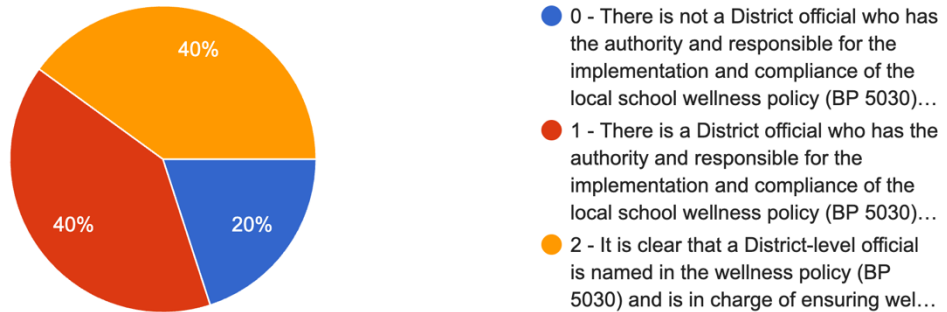 40%
40%
20%
0 - There is not a District official who has
the authority and responsible for the
implementation and compliance of the
local school wellness policy (BP 5030)…
1 - There is a District official who has the
authority and responsible for the
implementation and compliance of the
local school wellness policy (BP 5030)…
2 - It is clear that a District-level official
is named in the wellness policy (BP
5030) and is in charge of ensuring wel…